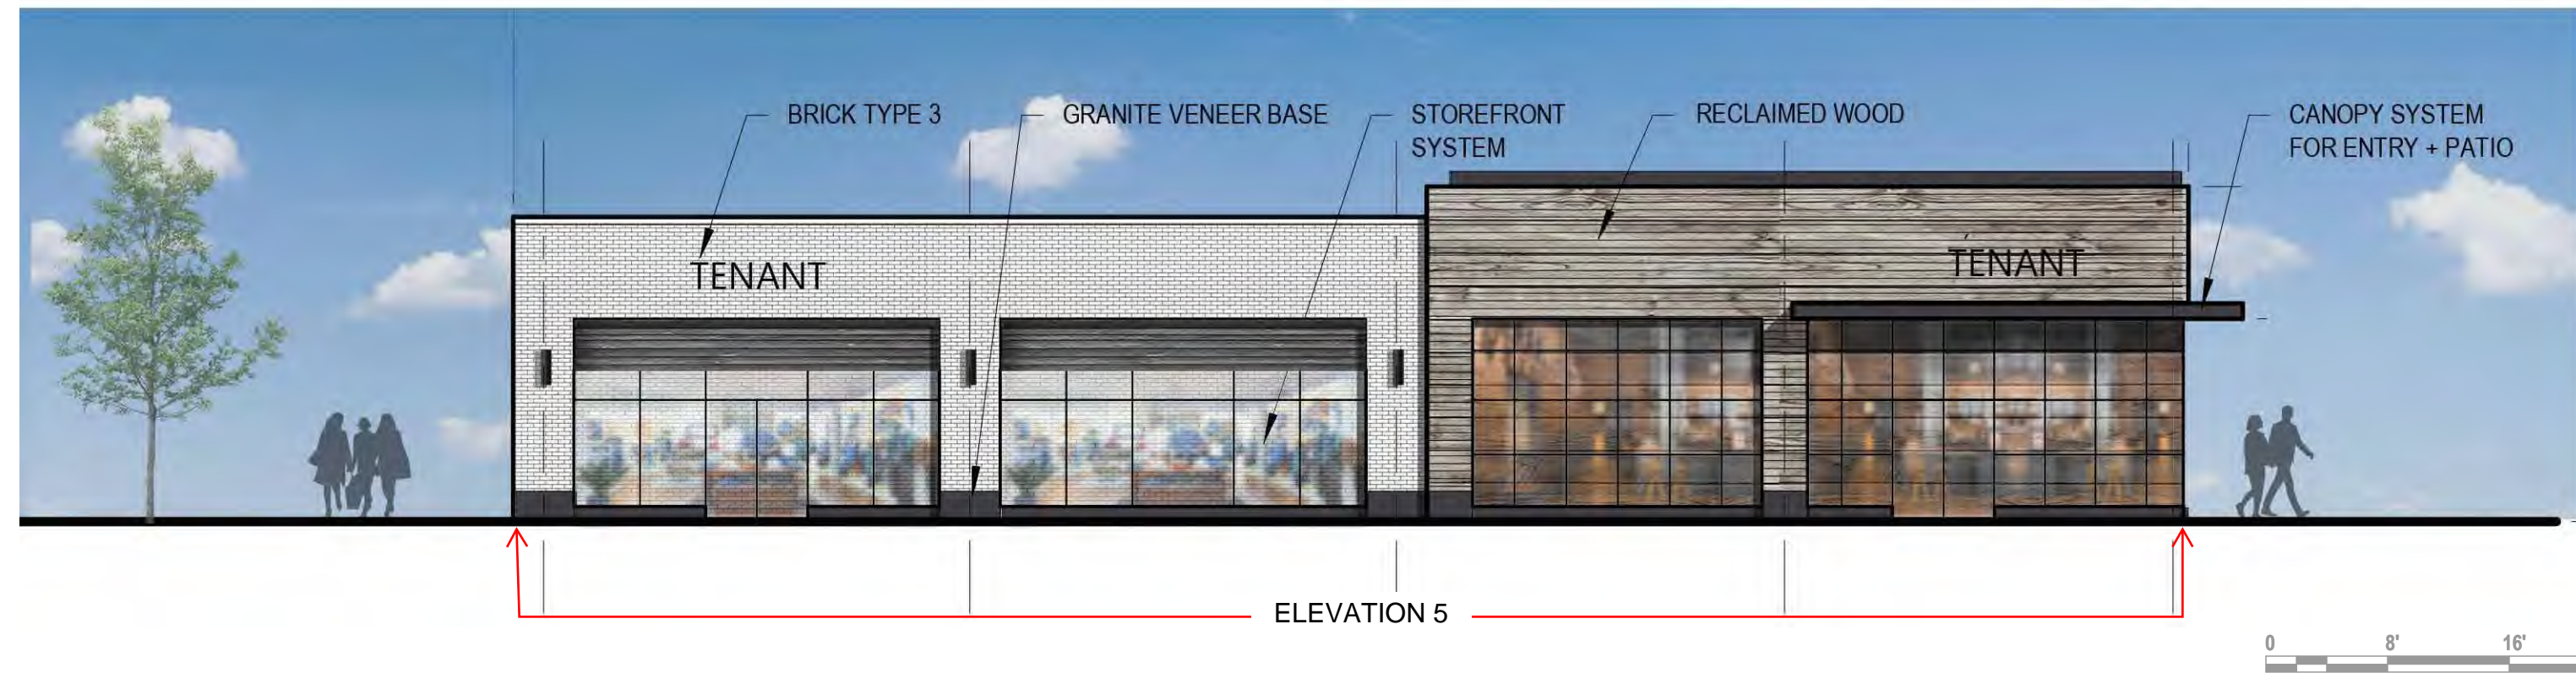 BRICK TYPE 3
GRANITE VENEER BASE
STOREFRONT
SYSTEM
RECLAIMED WOOD
CANOPY SYSTEM
FOR ENTRY + PATIO
TENANT
TENANT
ELEVATION 5
0 8' 16'